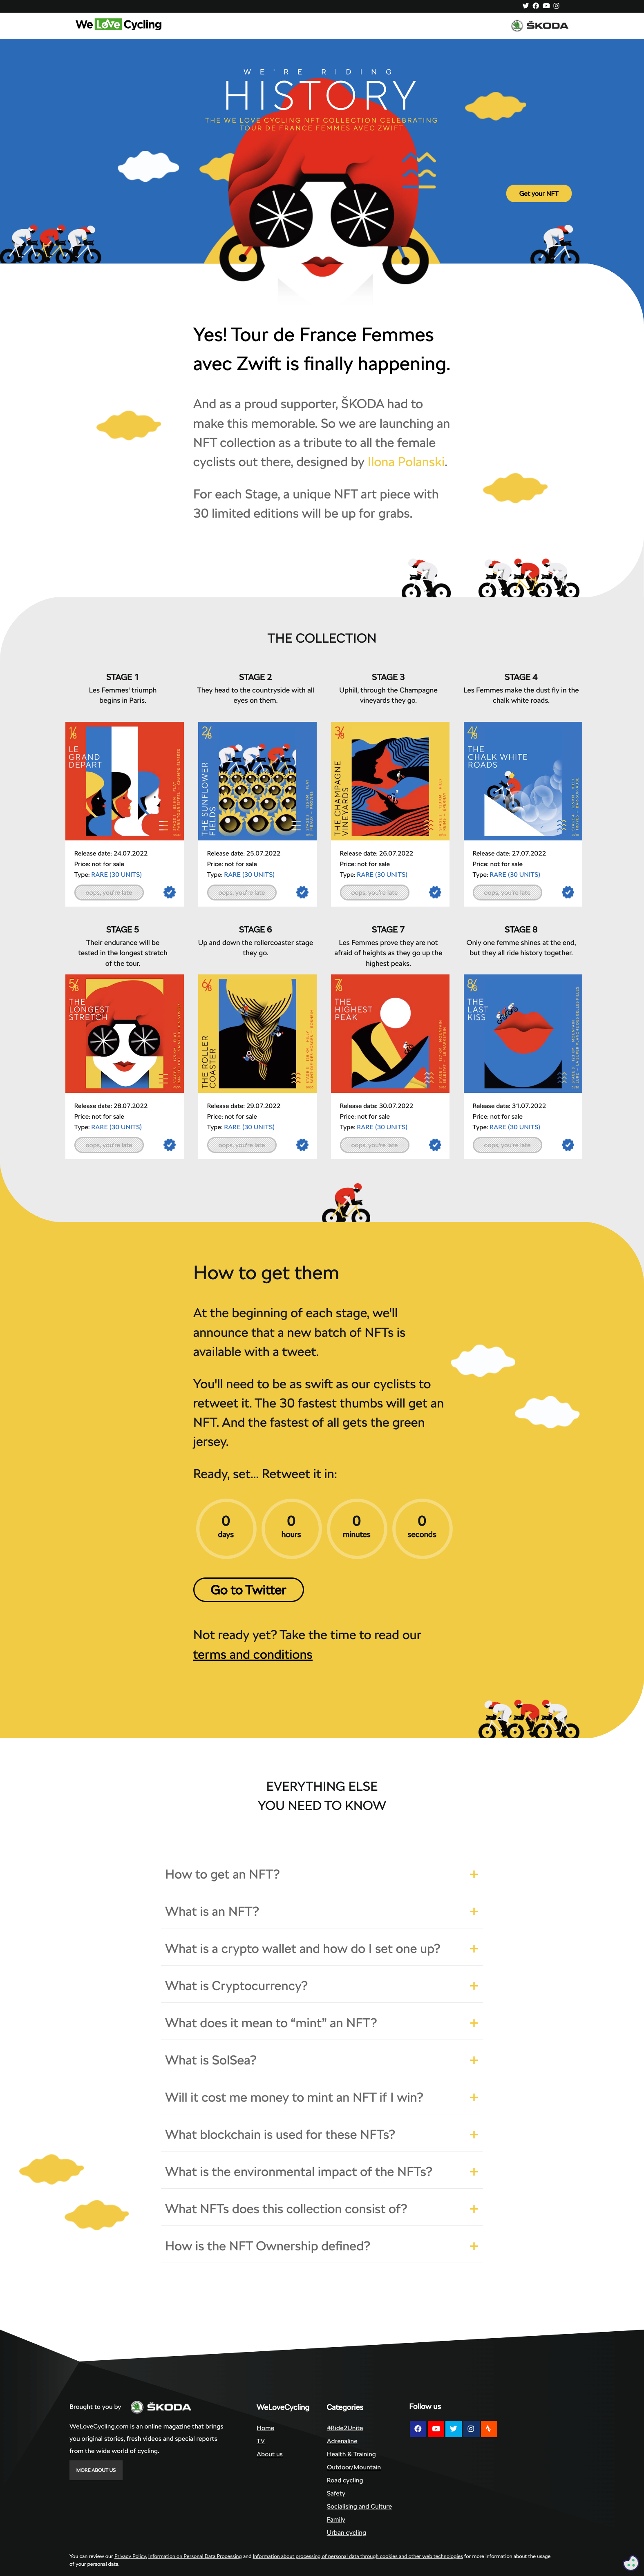 We Love Cycling
ŠKODA
WE'RE RIDING
HISTORY
THE WE LOVE CYCLING NFT COLLECTION CELEBRATING
TOUR DE FRANCE FEMMES AVEC ZWIFT
Get your NFT
Yes! Tour de France Femmes
avec Zwift is finally happening.
And as a proud supporter, ŠKODA had to
make this memorable. So we are launching an
NFT collection as a tribute to all the female
cyclists out there, designed by Ilona Polanski.
For each Stage, a unique NFT art piece with
30 limited editions will be up for grabs.
THE COLLECTION
STAGE 1
Les Femmes' triumph
begins in Paris.
STAGE 2
They head to the countryside with all
eyes on them.
STAGE 3
Uphill, through the Champagne
vineyards they go.
STAGE 4
Les Femmes make the dust fly in the
chalk white roads.
1/8
LE
GRAND
DÉPART
2/8
THE SUNFLOWER
FIELDS
3/8
THE CHAMPAGNE
VINEYARDS
4/8
THE
CHALK WHITE
ROADS
Release date: 24.07.2022
Price: not for sale
Type: RARE (30 UNITS)
oops, you're late
Release date: 25.07.2022
Price: not for sale
Type: RARE (30 UNITS)
oops, you're late
Release date: 26.07.2022
Price: not for sale
Type: RARE (30 UNITS)
oops, you're late
Release date: 27.07.2022
Price: not for sale
Type: RARE (30 UNITS)
oops, you're late
STAGE 5
Their endurance will be
tested in the longest stretch
of the tour.
STAGE 6
Up and down the rollercoaster stage
they go.
STAGE 7
Les Femmes prove they are not
afraid of heights as they go up the
highest peaks.
STAGE 8
Only one femme shines at the end,
but they all ride history together.
5/8
THE
LONGEST
STRETCH
6/8
THE ROLLER
COASTER
7/8
THE
HIGHEST
PEAK
8/8
THE
LAST
KISS
Release date: 28.07.2022
Price: not for sale
Type: RARE (30 UNITS)
oops, you're late
Release date: 29.07.2022
Price: not for sale
Type: RARE (30 UNITS)
oops, you're late
Release date: 30.07.2022
Price: not for sale
Type: RARE (30 UNITS)
oops, you're late
Release date: 31.07.2022
Price: not for sale
Type: RARE (30 UNITS)
oops, you're late
How to get them
At the beginning of each stage, we'll
announce that a new batch of NFTs is
available with a tweet.
You'll need to be as swift as our cyclists to
retweet it. The 30 fastest thumbs will get an
NFT. And the fastest of all gets the green
jersey.
Ready, set... Retweet it in:
0 days
0 hours
0 minutes
0 seconds
Go to Twitter
Not ready yet? Take the time to read our
terms and conditions
EVERYTHING ELSE
YOU NEED TO KNOW
How to get an NFT?
What is an NFT?
What is a crypto wallet and how do I set one up?
What is Cryptocurrency?
What does it mean to “mint” an NFT?
What is SolSea?
Will it cost me money to mint an NFT if I win?
What blockchain is used for these NFTs?
What is the environmental impact of the NFTs?
What NFTs does this collection consist of?
How is the NFT Ownership defined?
Brought to you by ŠKODA
WeLoveCycling.com is an online magazine that brings
you original stories, fresh videos and special reports
from the wide world of cycling.
MORE ABOUT US
WeLoveCycling
Home
TV
About us
Categories
#Ride2Unite
Adrenaline
Health & Training
Outdoor/Mountain
Road cycling
Safety
Socialising and Culture
Family
Urban cycling
Follow us
You can review our Privacy Policy, Information on Personal Data Processing and Information about processing of personal data through cookies and other web technologies for more information about the usage
of your personal data.